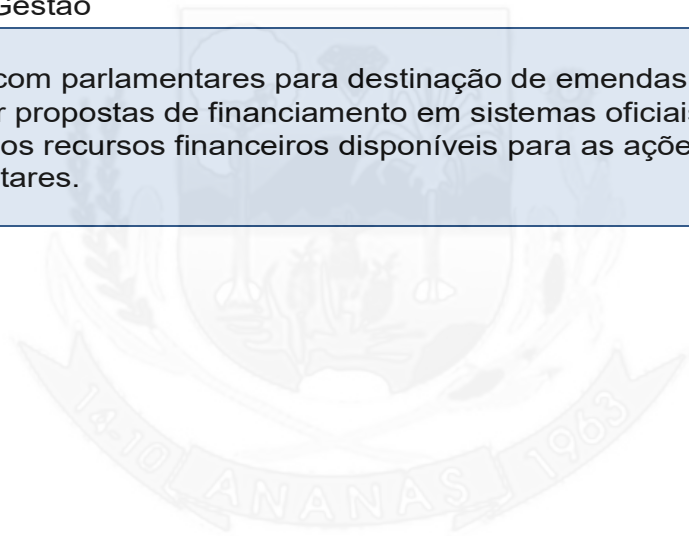 Gestão
com parlamentares para destinação de emendas
r propostas de financiamento em sistemas oficiais
os recursos financeiros disponíveis para as açõe
tares.
14-10 ANANAS 1963